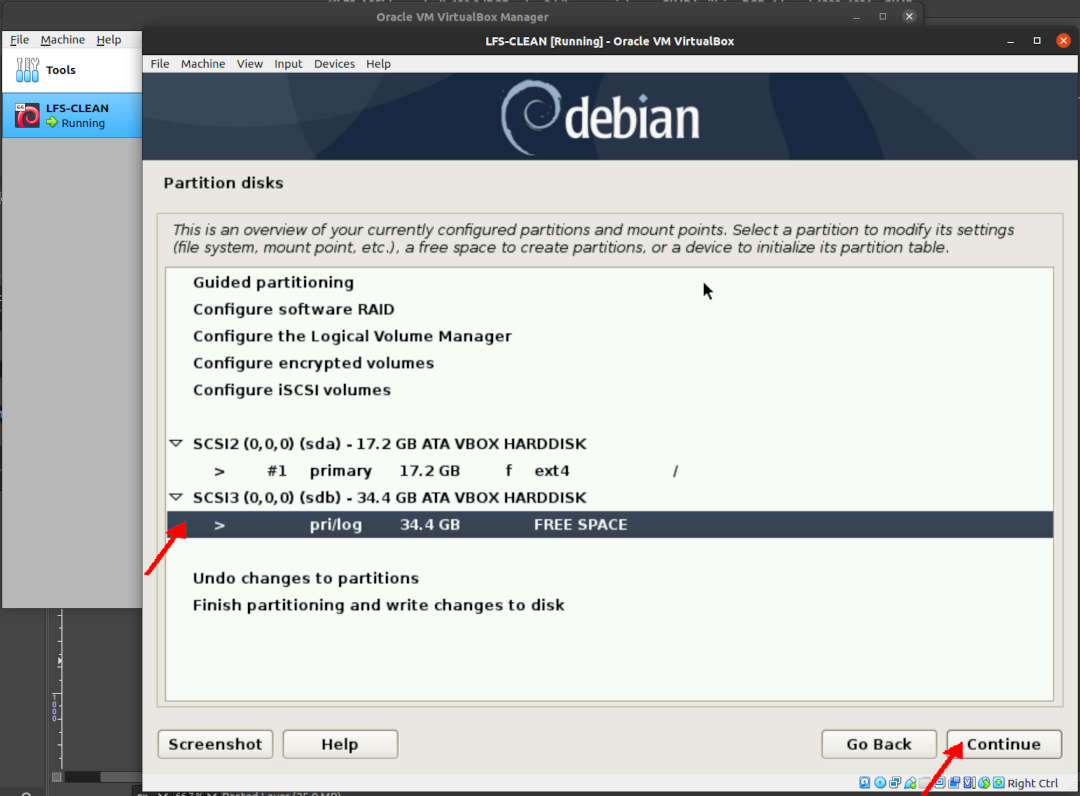 Oracle VM VirtualBox Manager
File Machine Help
LFS-CLEAN [Running] - Oracle VM VirtualBox
Tools
File Machine View Input Devices Help
LFS-CLEAN
Running
debian
Partition disks
This is an overview of your currently configured partitions and mount points. Select a partition to modify its settings
(file system, mount point, etc.), a free space to create partitions, or a device to initialize its partition table.
Guided partitioning
Configure software RAID
Configure the Logical Volume Manager
Configure encrypted volumes
Configure iSCSI volumes
SCSI2 (0,0,0) (sda) - 17.2 GB ATA VBOX HARDDISK
> #1 primary 17.2 GB f ext4 /
SCSI3 (0,0,0) (sdb) - 34.4 GB ATA VBOX HARDDISK
> pri/log 34.4 GB FREE SPACE
Undo changes to partitions
Finish partitioning and write changes to disk
Screenshot Help Go Back Continue
Right Ctrl